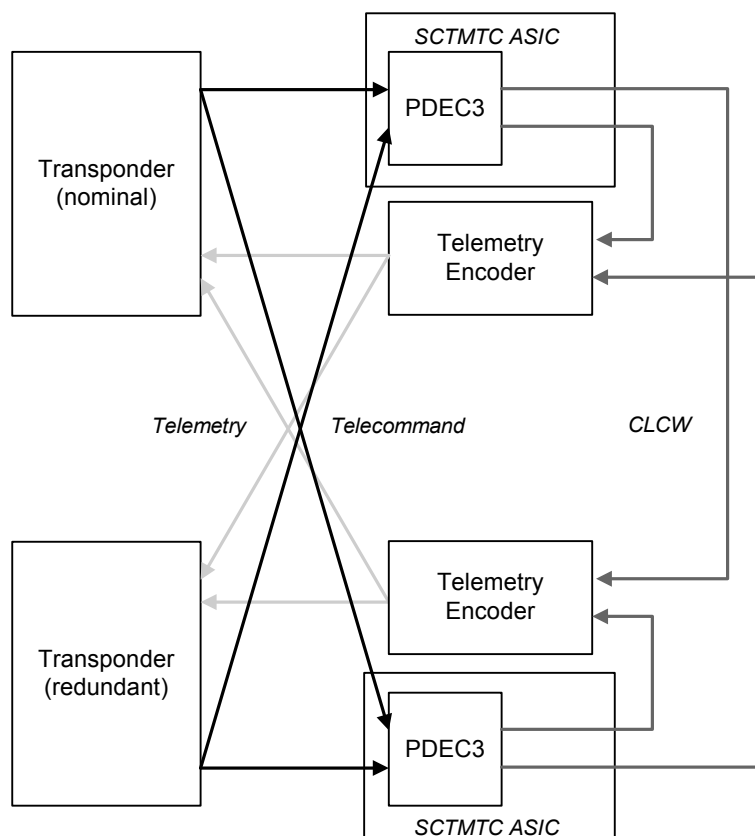 SCTMTC ASIC
PDEC3
Transponder
(nominal)
Telemetry
Encoder
Telemetry
Telecommand
CLCW
Telemetry
Encoder
Transponder
(redundant)
PDEC3
SCTMTC ASIC